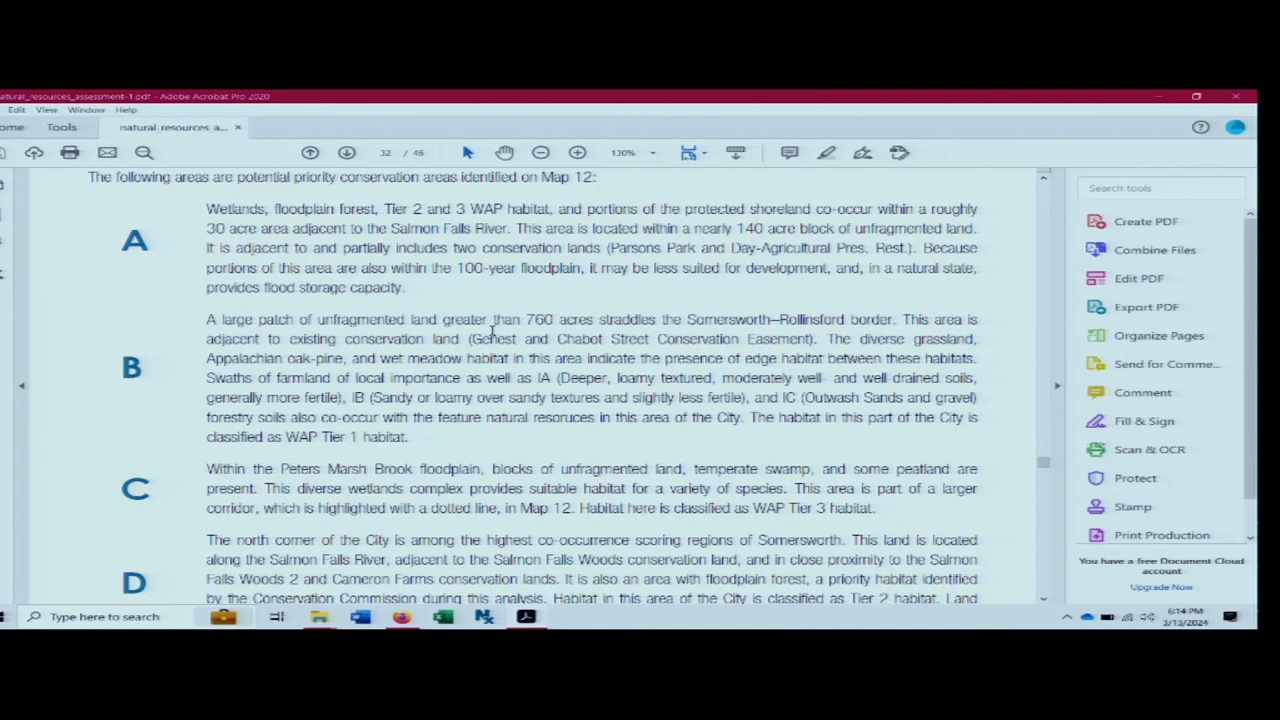 atural_resources_assessment-1.pdf - Adobe Acrobat Pro 2020
Edit View Window Help
ome Tools natural_resources_a... ×
32 / 46 130%
The following areas are potential priority conservation areas identified on Map 12:
A
Wetlands, floodplain forest, Tier 2 and 3 WAP habitat, and portions of the protected shoreland co-occur within a roughly
30 acre area adjacent to the Salmon Falls River. This area is located within a nearly 140 acre block of unfragmented land.
It is adjacent to and partially includes two conservation lands (Parsons Park and Day-Agricultural Pres. Rest.). Because
portions of this area are also within the 100-year floodplain, it may be less suited for development, and, in a natural state,
provides flood storage capacity.
B
A large patch of unfragmented land greater than 760 acres straddles the Somersworth–Rollinsford border. This area is
adjacent to existing conservation land (Genest and Chabot Street Conservation Easement). The diverse grassland,
Appalachian oak-pine, and wet meadow habitat in this area indicate the presence of edge habitat between these habitats.
Swaths of farmland of local importance as well as IA (Deeper, loamy textured, moderately well- and well-drained soils,
generally more fertile), IB (Sandy or loamy over sandy textures and slightly less fertile), and IC (Outwash Sands and gravel)
forestry soils also co-occur with the feature natural resoruces in this area of the City. The habitat in this part of the City is
classified as WAP Tier 1 habitat.
C
Within the Peters Marsh Brook floodplain, blocks of unfragmented land, temperate swamp, and some peatland are
present. This diverse wetlands complex provides suitable habitat for a variety of species. This area is part of a larger
corridor, which is highlighted with a dotted line, in Map 12. Habitat here is classified as WAP Tier 3 habitat.
D
The north corner of the City is among the highest co-occurrence scoring regions of Somersworth. This land is located
along the Salmon Falls River, adjacent to the Salmon Falls Woods conservation land, and in close proximity to the Salmon
Falls Woods 2 and Cameron Farms conservation lands. It is also an area with floodplain forest, a priority habitat identified
by the Conservation Commission during this analysis. Habitat in this area of the City is classified as Tier 2 habitat. Land
Search tools
Create PDF
Combine Files
Edit PDF
Export PDF
Organize Pages
Send for Comme...
Comment
Fill & Sign
Scan & OCR
Protect
Stamp
Print Production
You have a free Document Cloud
account
Upgrade Now
Type here to search
6:14 PM
3/13/2024